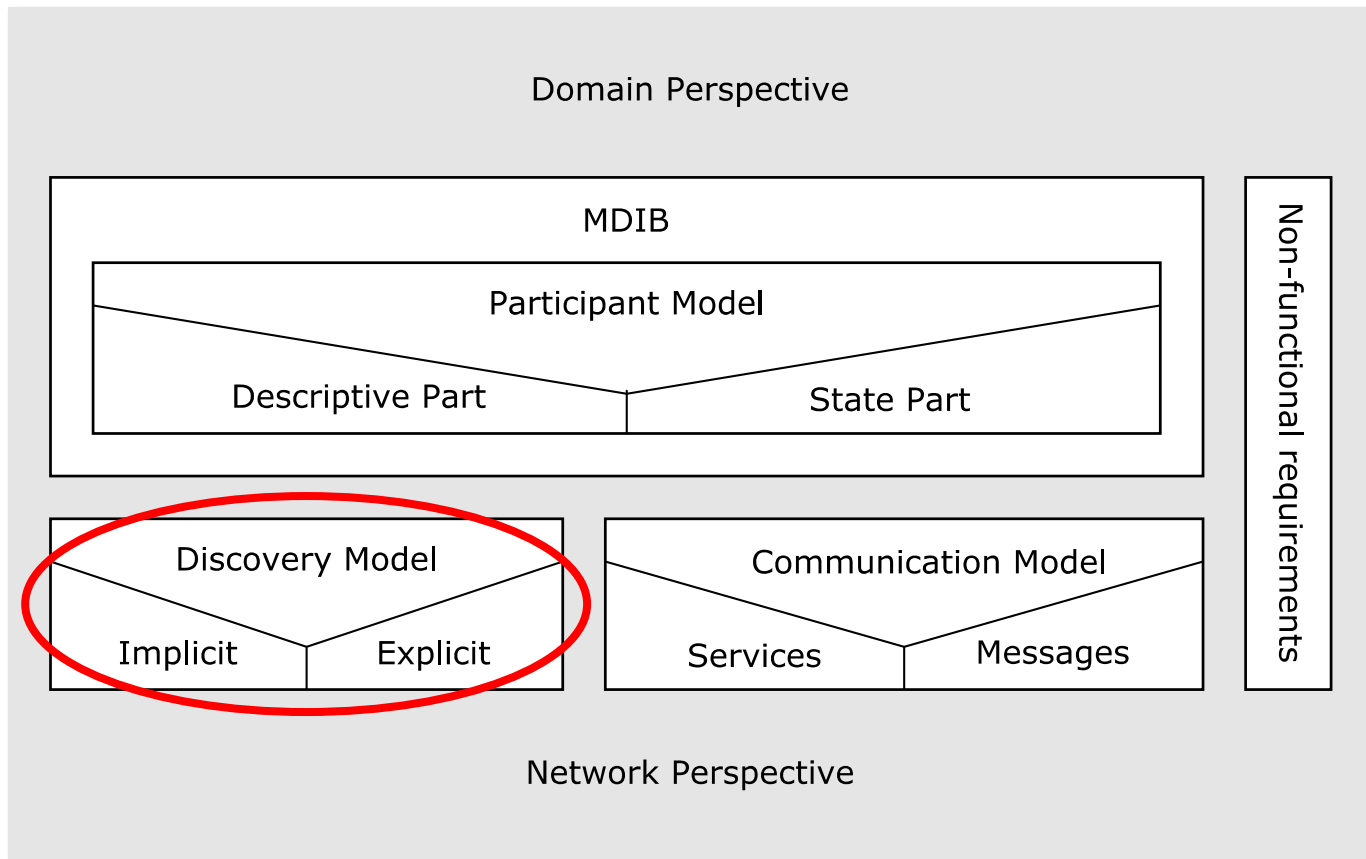 Domain Perspective
MDIB
Participant Model
Descriptive Part
State Part
Non-functional requirements
Discovery Model
Implicit
Explicit
Communication Model
Services
Messages
Network Perspective